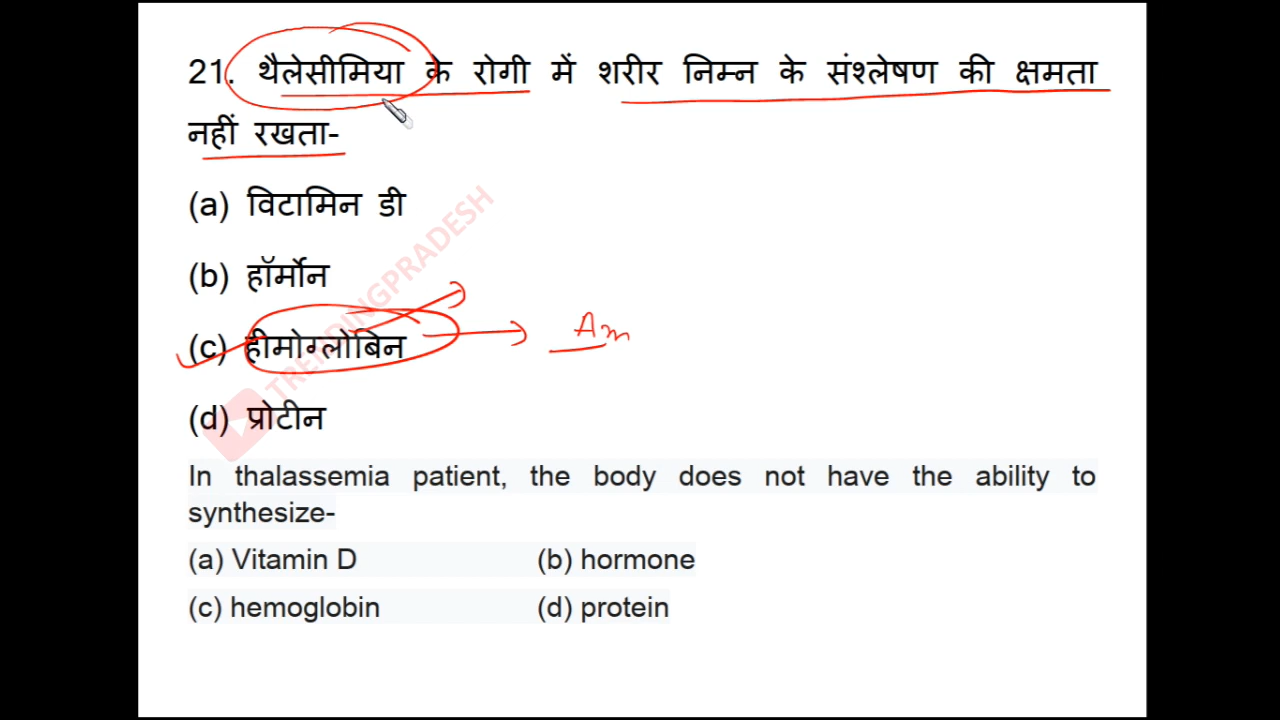 21. थैलेसीमिया के रोगी में शरीर निम्न के संश्लेषण की क्षमता
नहीं रखता-
(a) विटामिन डी
(b) हॉर्मोन
(c) हीमोग्लोबिन
(d) प्रोटीन
TRENDINGPRADESH
In thalassemia patient, the body does not have the ability to
synthesize-
(a) Vitamin D (b) hormone
(c) hemoglobin (d) protein